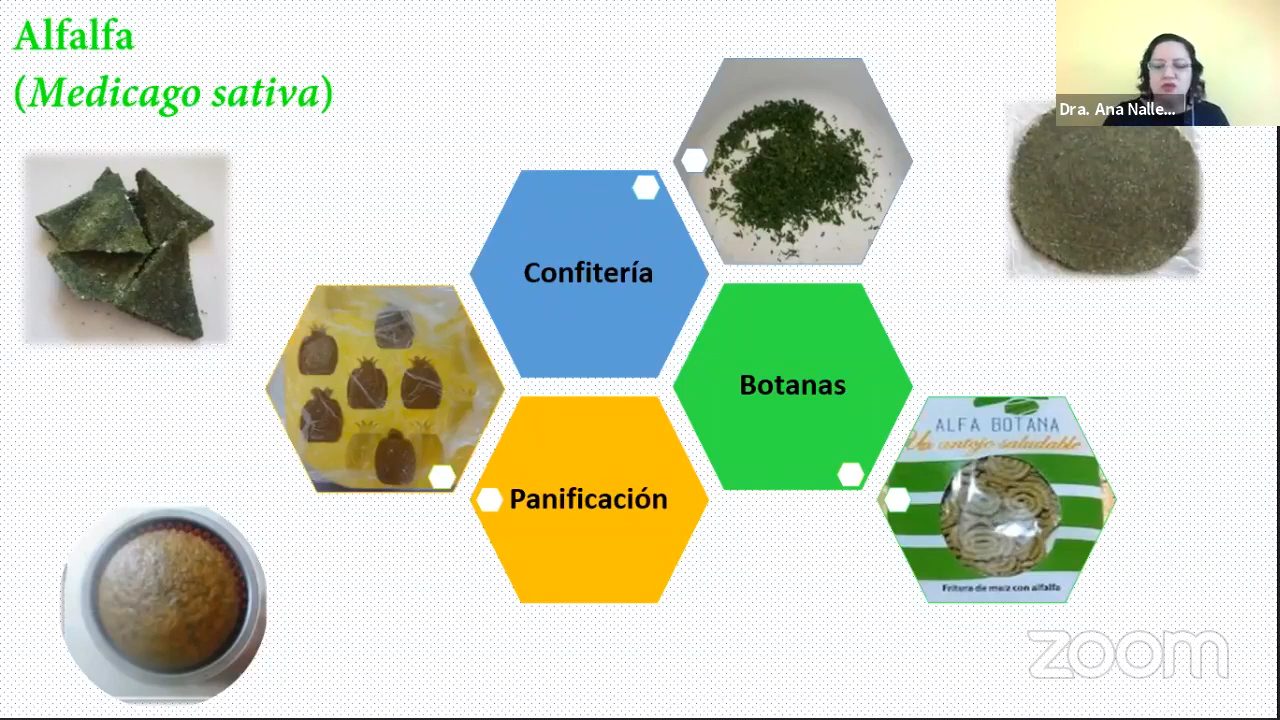 Alfalfa
(Medicago sativa)
Dra. Ana Nalle...
Confitería
Botanas
ALFA BOTANA
Un antojo saludable
Panificación
Fritura de maíz con alfalfa
zoom